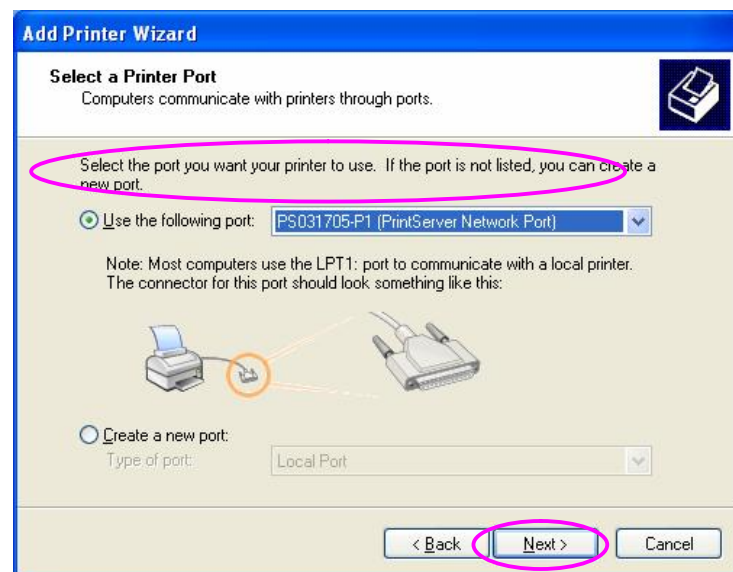 Add Printer Wizard
Select a Printer Port
Computers communicate with printers through ports.
Select the port you want your printer to use. If the port is not listed, you can create a
new port.
Use the following port: PS031705-P1 (PrintServer Network Port)
Note: Most computers use the LPT1: port to communicate with a local printer.
The connector for this port should look something like this:
Create a new port:
Type of port: Local Port
< Back Next > Cancel